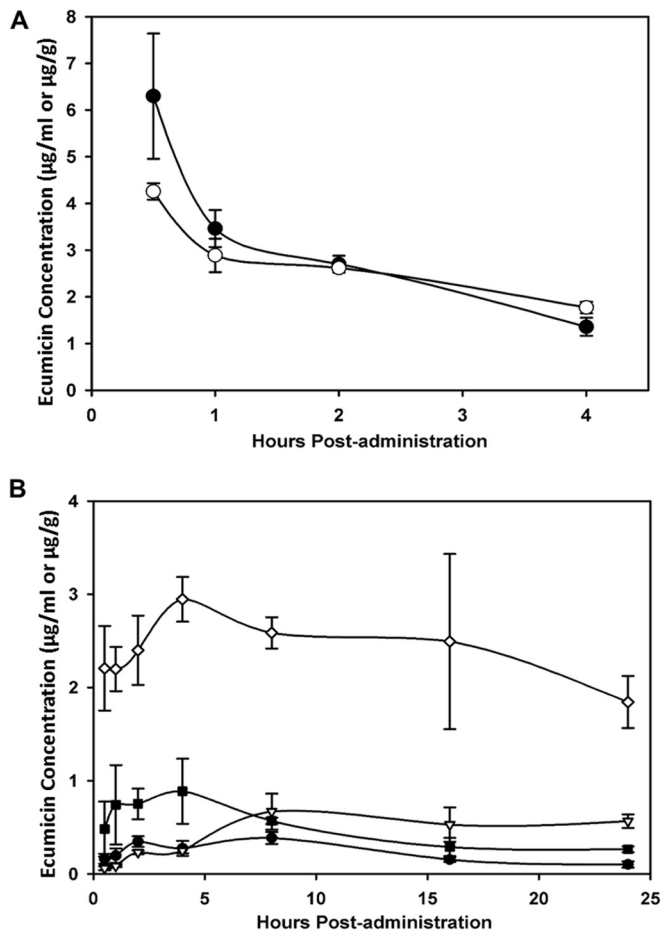 A
Ecumicin Concentration (µg/ml or µg/g)
8
7
6
5
4
3
2
1
0
0 1 2 3 4
Hours Post-administration
B
Ecumicin Concentration (µg/ml or µg/g)
4
3
2
1
0
0 5 10 15 20 25
Hours Post-administration